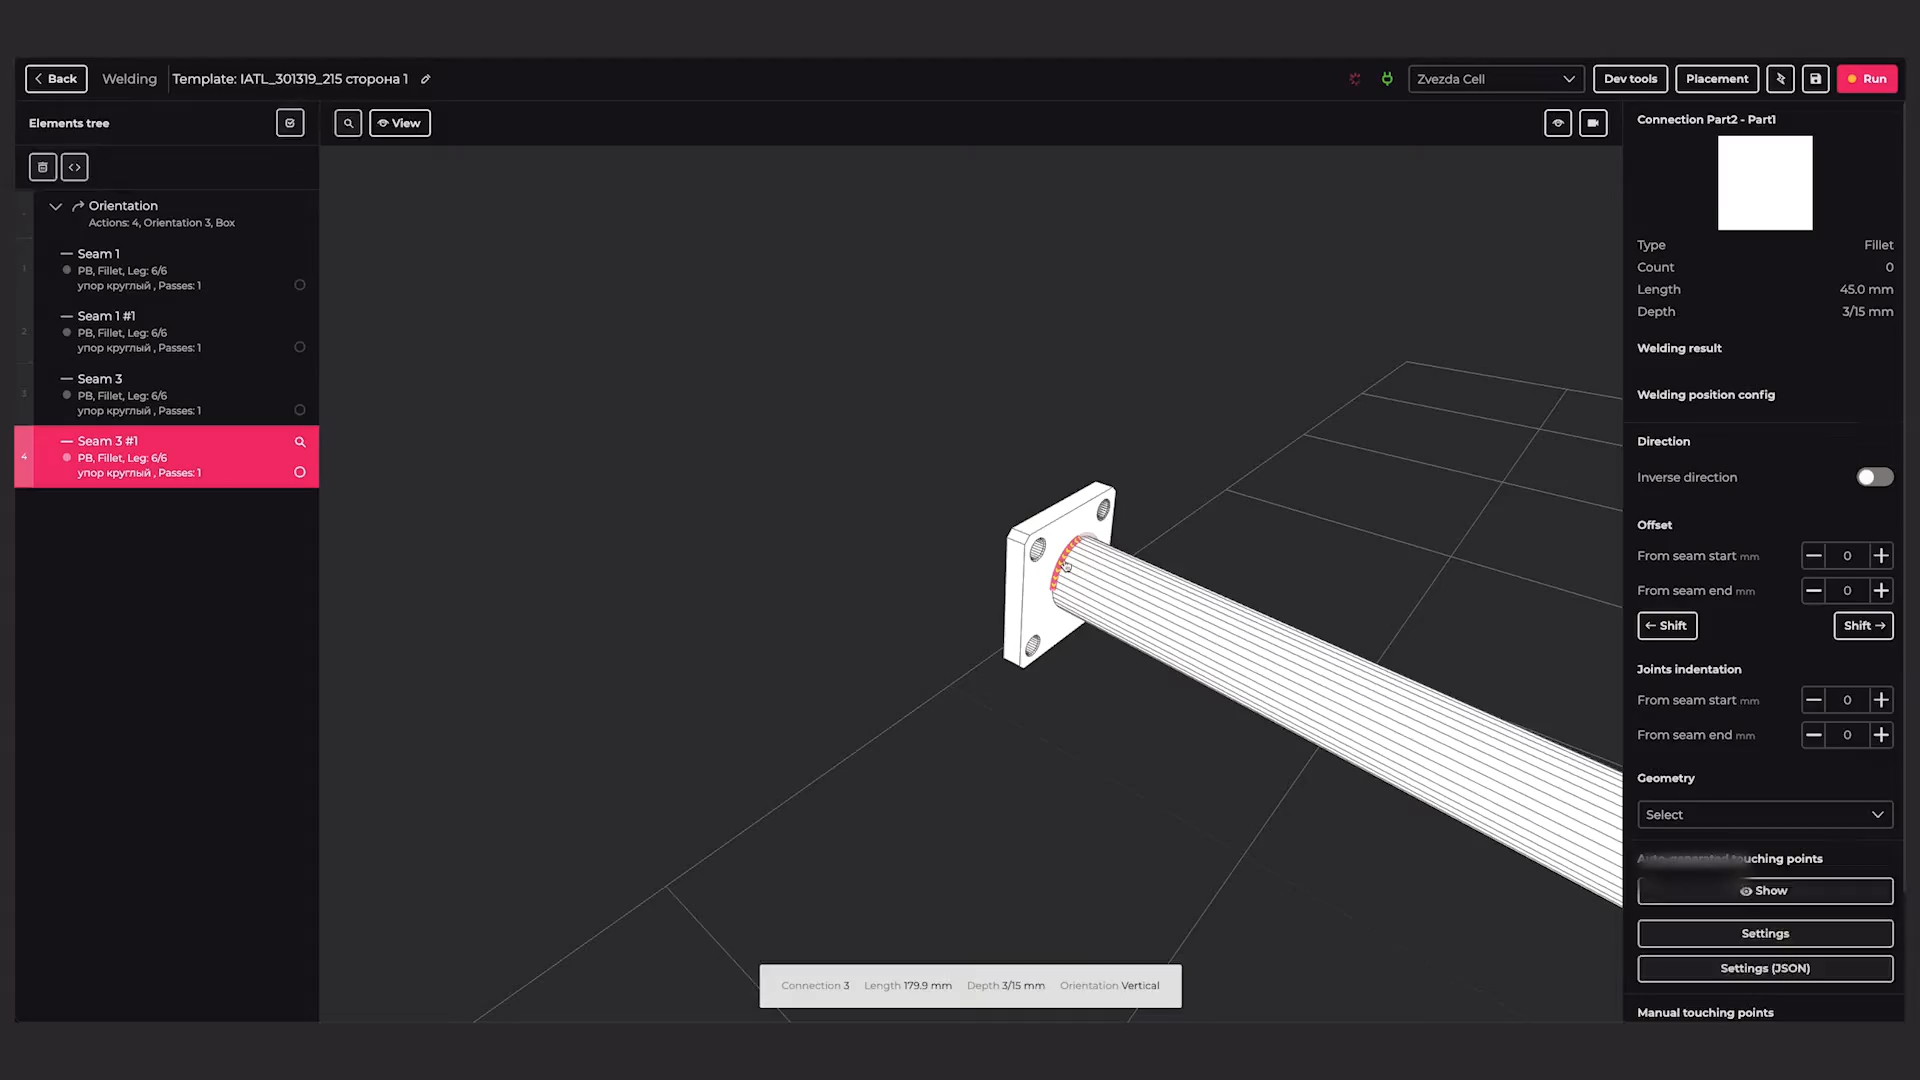 Back
Welding
Template: IATL_301319_215 сторона 1
Zvezda Cell
Dev tools
Placement
Run
Elements tree
View
Orientation
Actions: 4, Orientation 3, Box
1
Seam 1
PB, Fillet, Leg: 6/6
упор круглый , Passes: 1
2
Seam 1 #1
PB, Fillet, Leg: 6/6
упор круглый , Passes: 1
3
Seam 3
PB, Fillet, Leg: 6/6
упор круглый , Passes: 1
4
Seam 3 #1
PB, Fillet, Leg: 6/6
упор круглый , Passes: 1
Connection 3 Length 179.9 mm Depth 3/15 mm Orientation Vertical
Connection Part2 - Part1
Type Fillet
Count 0
Length 45.0 mm
Depth 3/15 mm
Welding result
Welding position config
Direction
Inverse direction
Offset
From seam start mm 0
From seam end mm 0
← Shift
Shift →
Joints indentation
From seam start mm 0
From seam end mm 0
Geometry
Select
Auto-generated touching points
Show
Settings
Settings (JSON)
Manual touching points